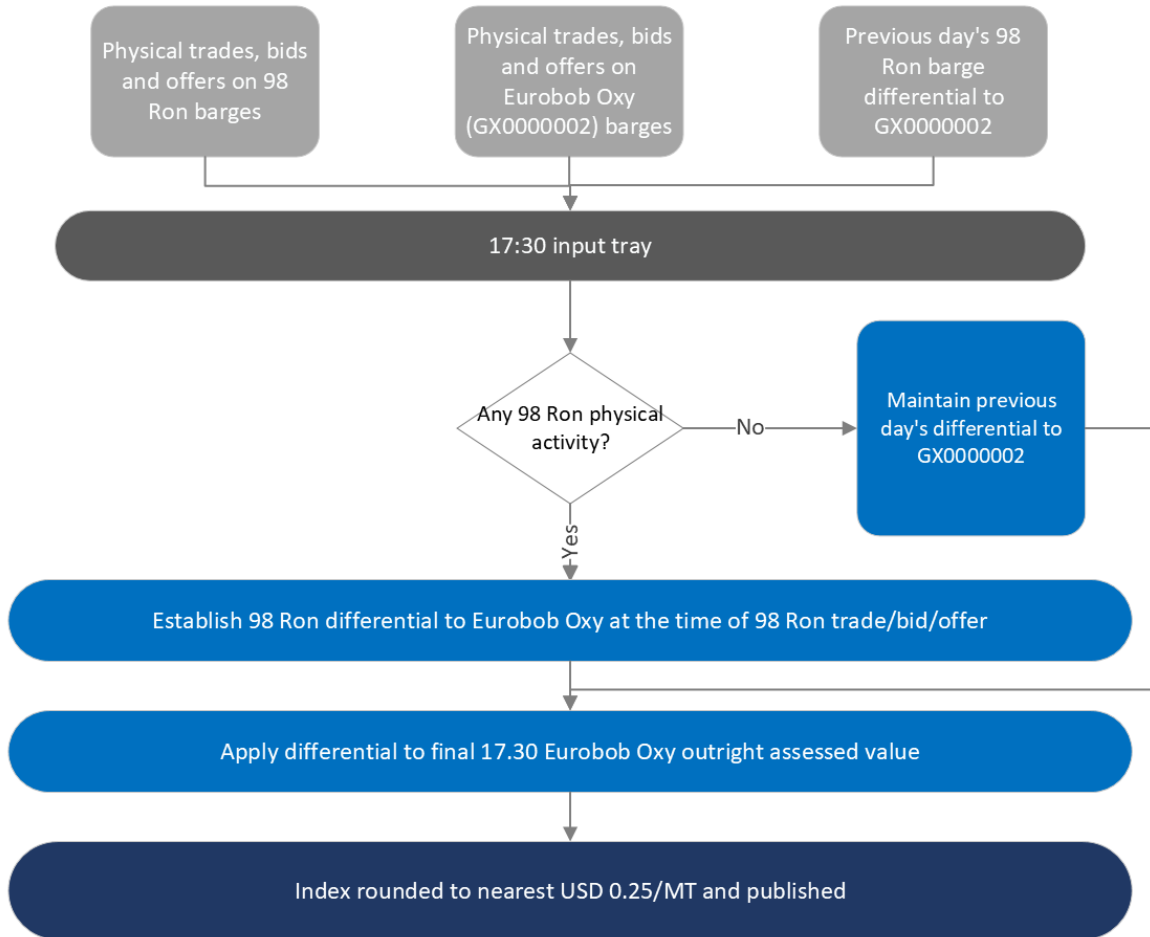 Physical trades, bids
and offers on 98
Ron barges
Physical trades, bids
and offers on
Eurobob Oxy
(GX0000002) barges
Previous day's 98
Ron barge
differential to
GX0000002
17:30 input tray
Any 98 Ron physical
activity?
No
Maintain previous
day's differential to
GX0000002
Yes
Establish 98 Ron differential to Eurobob Oxy at the time of 98 Ron trade/bid/offer
Apply differential to final 17.30 Eurobob Oxy outright assessed value
Index rounded to nearest USD 0.25/MT and published